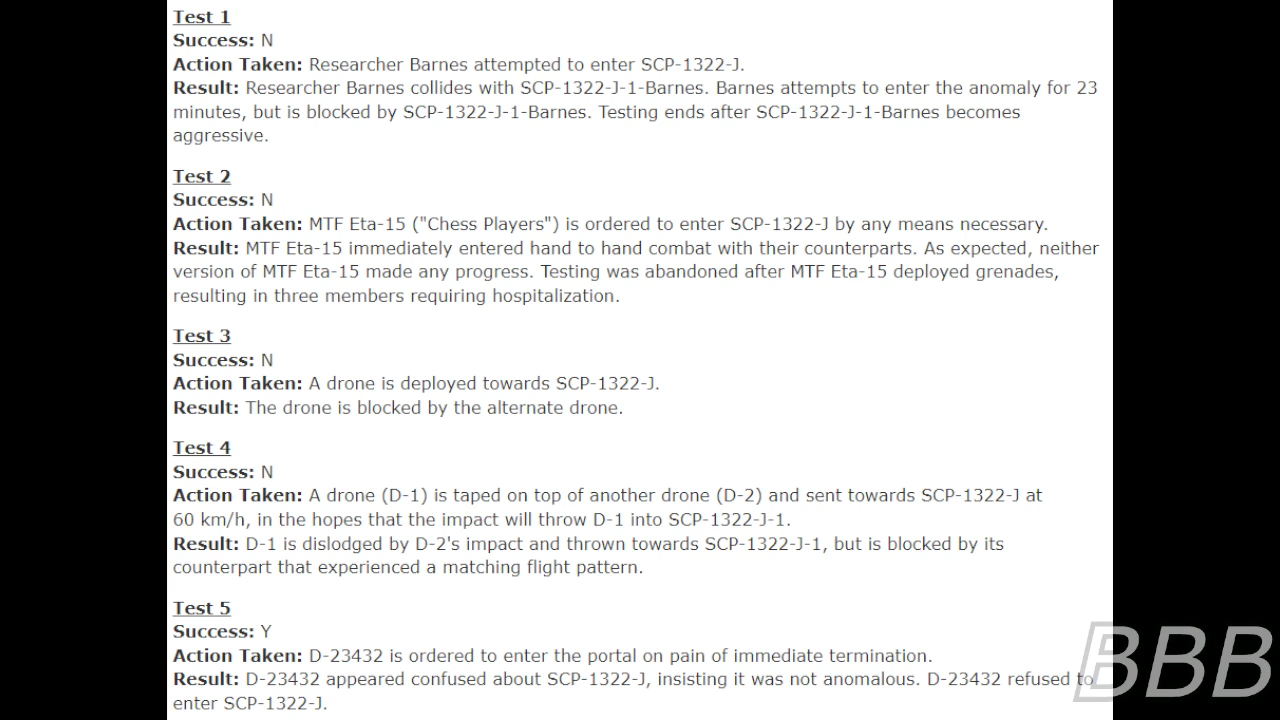 Test 1
Success: N
Action Taken: Researcher Barnes attempted to enter SCP-1322-J.
Result: Researcher Barnes collides with SCP-1322-J-1-Barnes. Barnes attempts to enter the anomaly for 23
minutes, but is blocked by SCP-1322-J-1-Barnes. Testing ends after SCP-1322-J-1-Barnes becomes
aggressive.
Test 2
Success: N
Action Taken: MTF Eta-15 ("Chess Players") is ordered to enter SCP-1322-J by any means necessary.
Result: MTF Eta-15 immediately entered hand to hand combat with their counterparts. As expected, neither
version of MTF Eta-15 made any progress. Testing was abandoned after MTF Eta-15 deployed grenades,
resulting in three members requiring hospitalization.
Test 3
Success: N
Action Taken: A drone is deployed towards SCP-1322-J.
Result: The drone is blocked by the alternate drone.
Test 4
Success: N
Action Taken: A drone (D-1) is taped on top of another drone (D-2) and sent towards SCP-1322-J at
60 km/h, in the hopes that the impact will throw D-1 into SCP-1322-J-1.
Result: D-1 is dislodged by D-2's impact and thrown towards SCP-1322-J-1, but is blocked by its
counterpart that experienced a matching flight pattern.
Test 5
Success: Y
Action Taken: D-23432 is ordered to enter the portal on pain of immediate termination.
Result: D-23432 appeared confused about SCP-1322-J, insisting it was not anomalous. D-23432 refused to
enter SCP-1322-J.
BBB